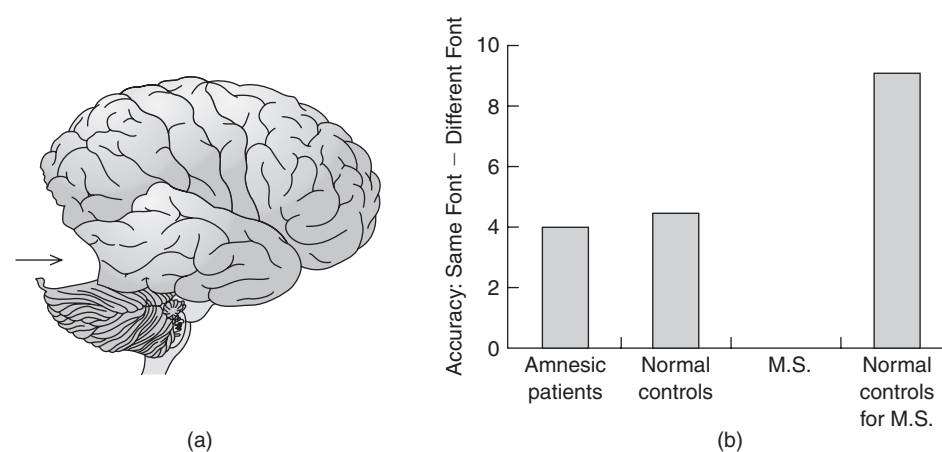 Accuracy: Same Font – Different Font
10
8
6
4
2
0
Amnesic
patients
Normal
controls
M.S.
Normal
controls
for M.S.
(a)
(b)